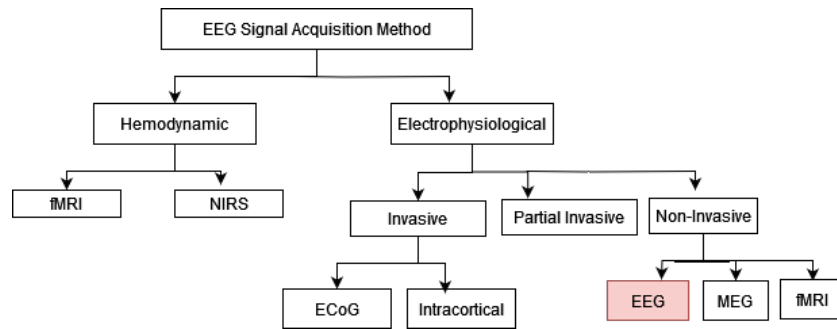 EEG Signal Acquisition Method
Hemodynamic
Electrophysiological
fMRI
NIRS
Invasive
Partial Invasive
Non-Invasive
ECoG
Intracortical
EEG
MEG
fMRI